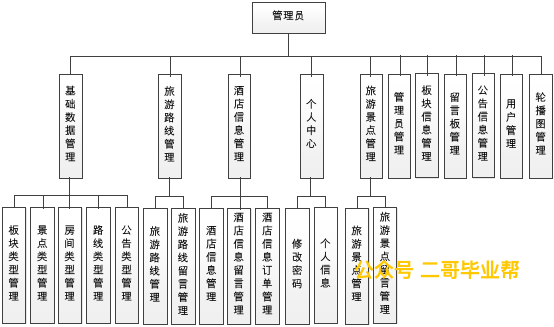 管理员
基础数据管理
旅游路线管理
酒店信息管理
个人中心
旅游景点管理
管理员管理
板块信息管理
留言板管理
公告信息管理
用户管理
轮播图管理
板块类型管理
景点类型管理
房间类型管理
路线类型管理
公告类型管理
旅游路线管理
旅游路线留言管理
酒店信息管理
酒店信息留言管理
酒店信息订单管理
修改密码
个人信息
旅游景点管理
旅游景点留言管理
公众号 二哥毕业帮